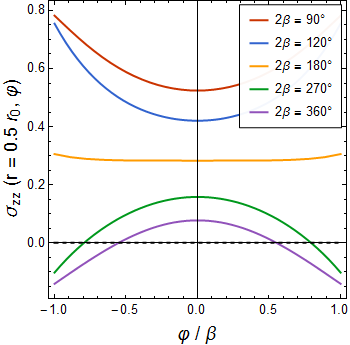 0.8
0.6
0.4
0.2
0.0
σzz (r = 0.5 r0, φ)
2β = 90°
2β = 120°
2β = 180°
2β = 270°
2β = 360°
-1.0 -0.5 0.0 0.5 1.0
φ / β